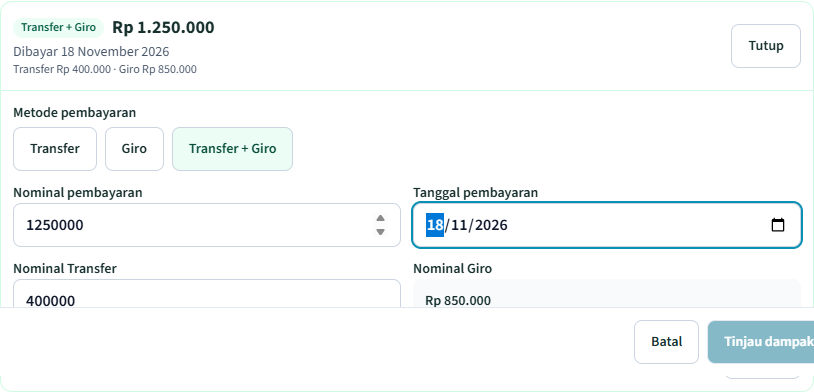 Transfer + Giro Rp 1.250.000
Dibayar 18 November 2026
Transfer Rp 400.000 · Giro Rp 850.000
Tutup
Metode pembayaran
Transfer Giro Transfer + Giro
Nominal pembayaran Tanggal pembayaran
1250000 18/11/2026
Nominal Transfer Nominal Giro
400000 Rp 850.000
Batal Tinjau dampak